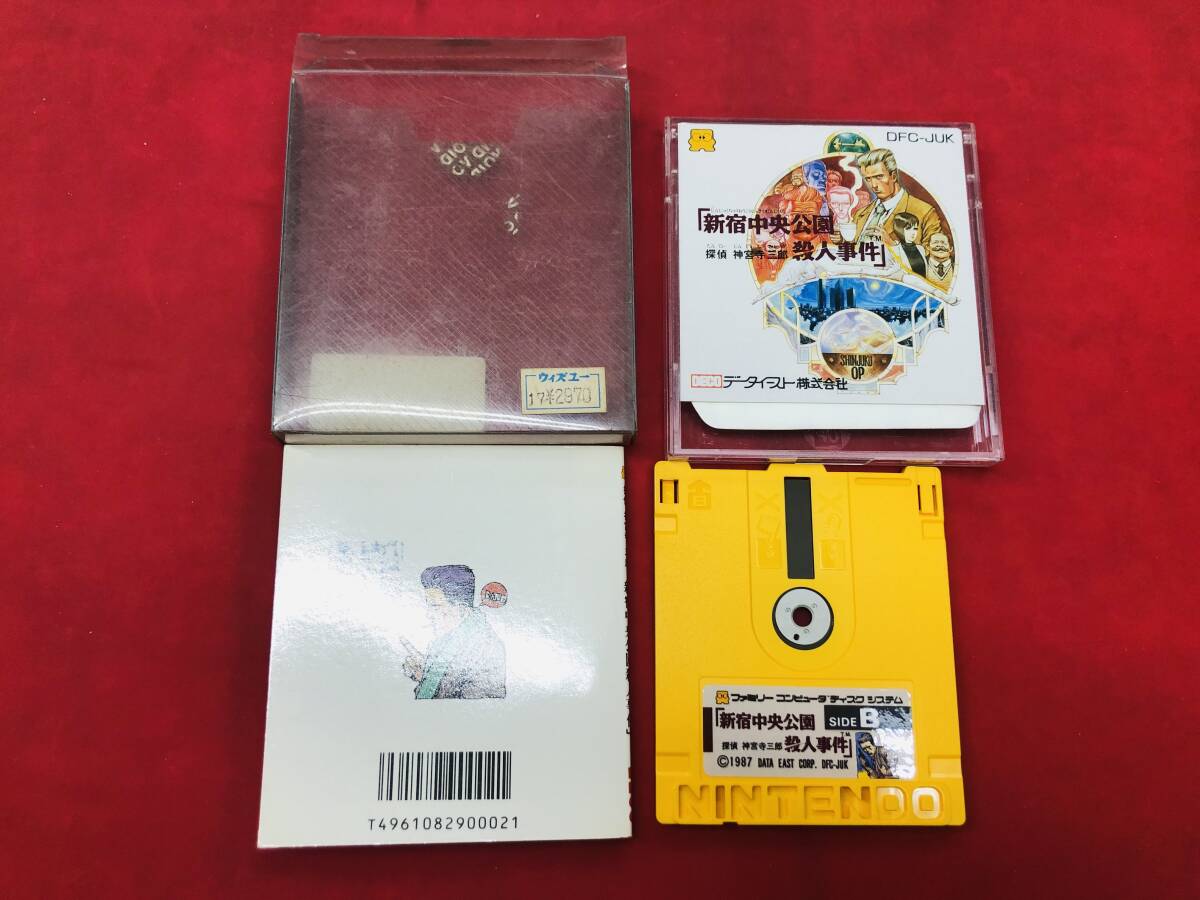 ウィズユー
17¥2970
DFC-JUK
「新宿中央公園
探偵 神宮寺三郎 殺人事件」
TM
SHINJUKU
OP
DECO データイースト株式会社
T4961082900021
ファミリー コンピュータ ディスク システム
「新宿中央公園 SIDE B
探偵 神宮寺三郎 殺人事件」
TM
©1987 DATA EAST CORP. DFC-JUK
NINTENDO